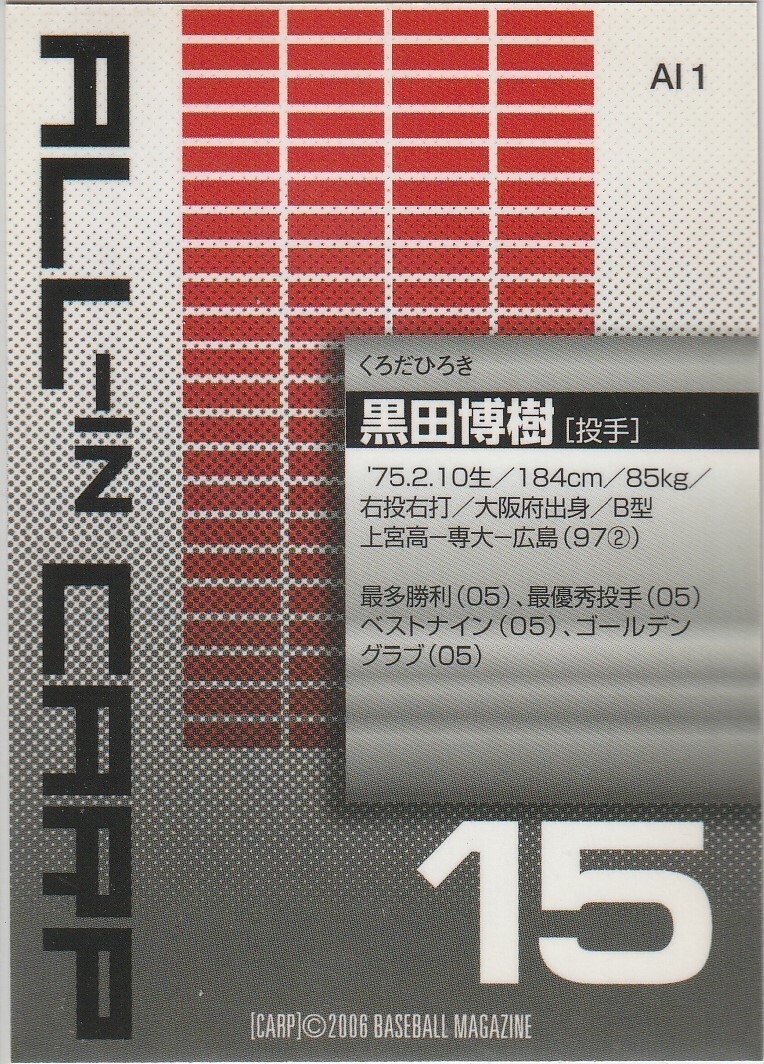 ALL-IN CARP
AI 1
くろだひろき
黒田博樹［投手］
'75.2.10生／184cm／85kg／
右投右打／大阪府出身／B型
上宮高ー専大ー広島（97②）
最多勝利（05）、最優秀投手（05）
ベストナイン（05）、ゴールデン
グラブ（05）
15
[CARP]©2006 BASEBALL MAGAZINE